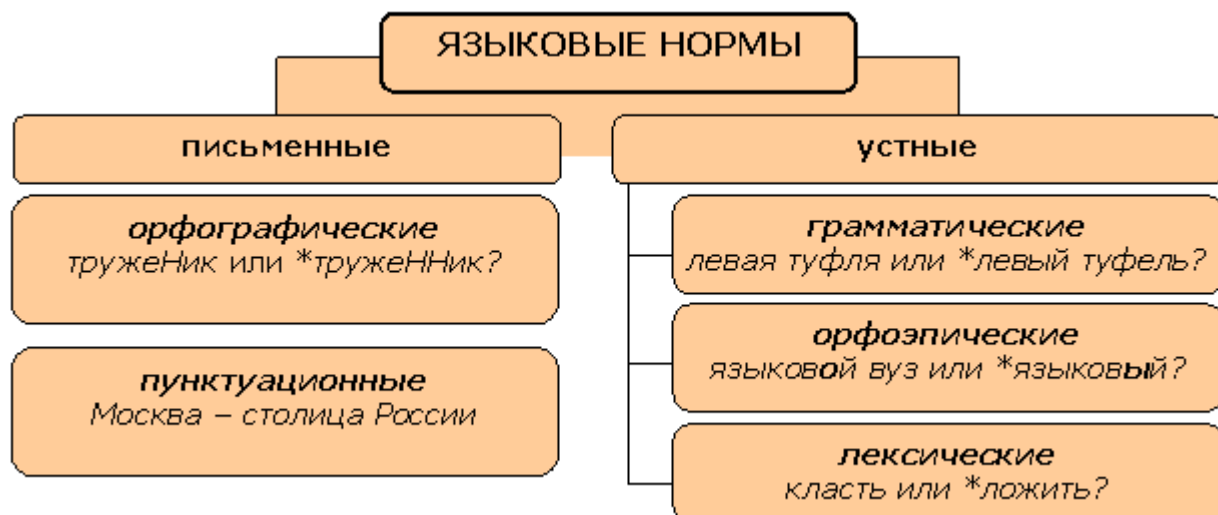 ЯЗЫКОВЫЕ НОРМЫ
письменные
орфографические
тружеНик или *тружеННик?
пунктуационные
Москва – столица России
устные
грамматические
левая туфля или *левый туфель?
орфоэпические
языковой вуз или *языковый?
лексические
класть или *ложить?